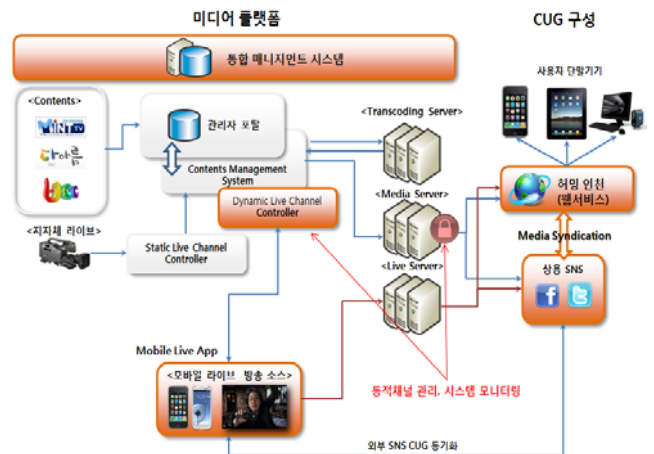 미디어 플랫폼
CUG 구성
통합 매니지먼트 시스템
<Contents>
MiNT TV
다아름
관리자 포탈
Contents Management
System
Dynamic Live Channel
Controller
<지자체 라이브>
Static Live Channel
Controller
<Transcoding Server>
<Media Server>
<Live Server>
사용자 단말기기
허밍 인천
(웹서비스)
Media Syndication
상용 SNS
Mobile Live App
<모바일 라이브 방송 소스>
동적채널 관리, 시스템 모니터링
외부 SNS CUG 동기화